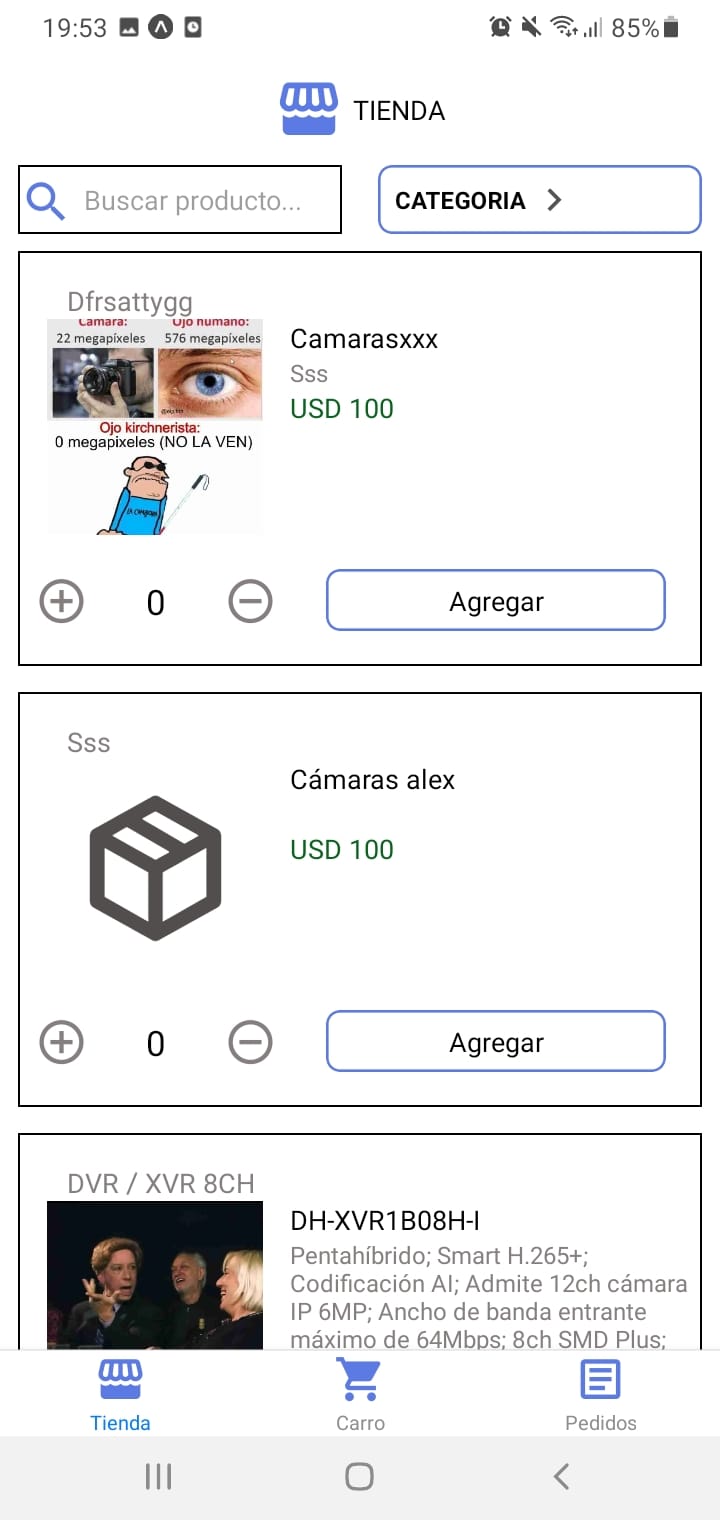 19:53
85%
TIENDA
Buscar producto...
CATEGORIA
Dfrsattygg
Cámara:
Ojo humano:
22 megapíxeles
576 megapíxeles
Ojo kirchnerista:
0 megapixeles (NO LA VEN)
LA CAMPORA
Camarasxxx
Sss
USD 100
0
Agregar
Sss
Cámaras alex
USD 100
0
Agregar
DVR / XVR 8CH
DH-XVR1B08H-I
Pentahíbrido; Smart H.265+;
Codificación AI; Admite 12ch cámara
IP 6MP; Ancho de banda entrante
máximo de 64Mbps; 8ch SMD Plus;
Tienda
Carro
Pedidos